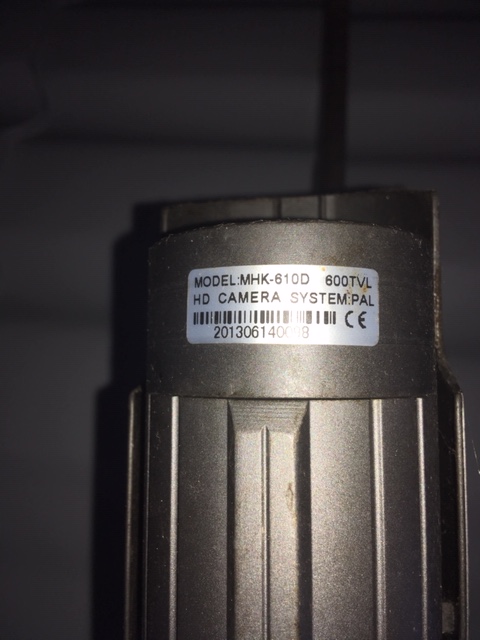 MODEL:MHK-610D 600TVL
HD CAMERA SYSTEM:PAL
CE